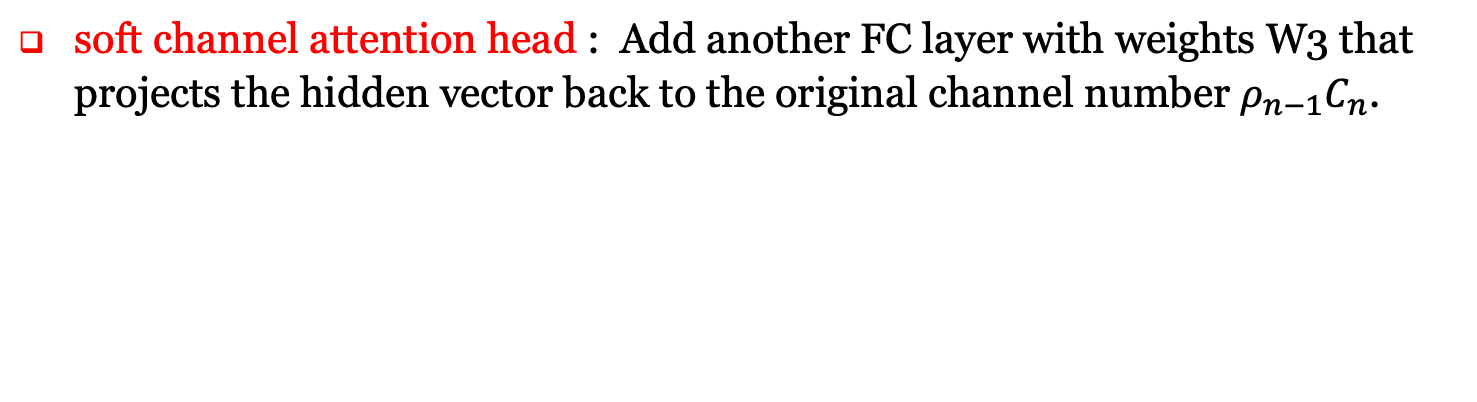 ❑ soft channel attention head : Add another FC layer with weights W3 that
projects the hidden vector back to the original channel number ρₙ₋₁Cₙ.